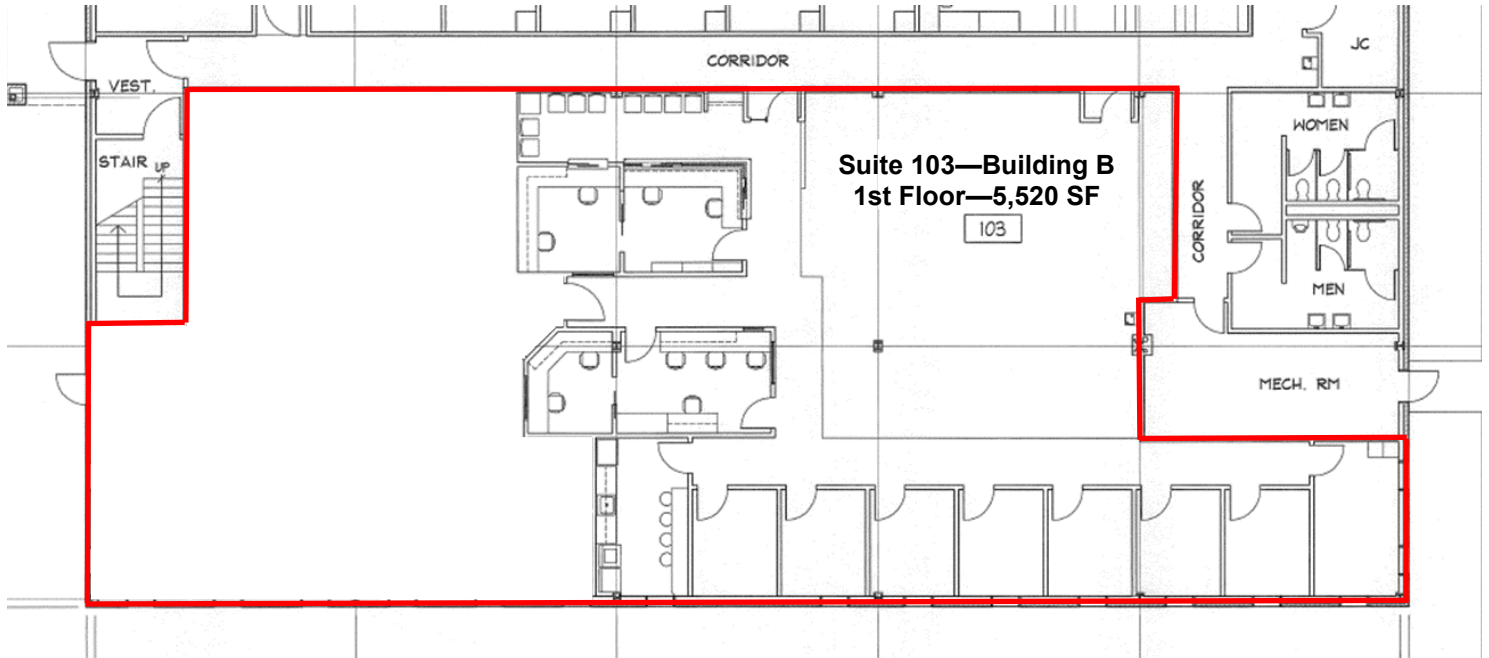 CORRIDOR
JC
VEST.
WOMEN
STAIR UP
Suite 103—Building B
1st Floor—5,520 SF
103
CORRIDOR
MEN
MECH. RM